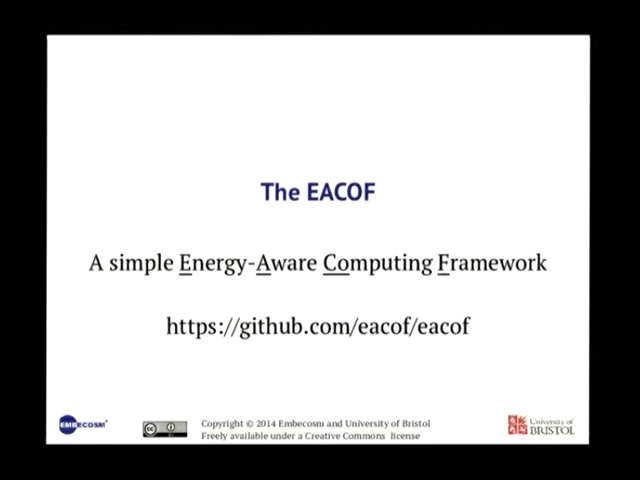 The EACOF
A simple Energy-Aware Computing Framework
https://github.com/eacof/eacof
EMBECOSM
Copyright © 2014 Embecosm and University of Bristol
Freely available under a Creative Commons license
University of
BRISTOL